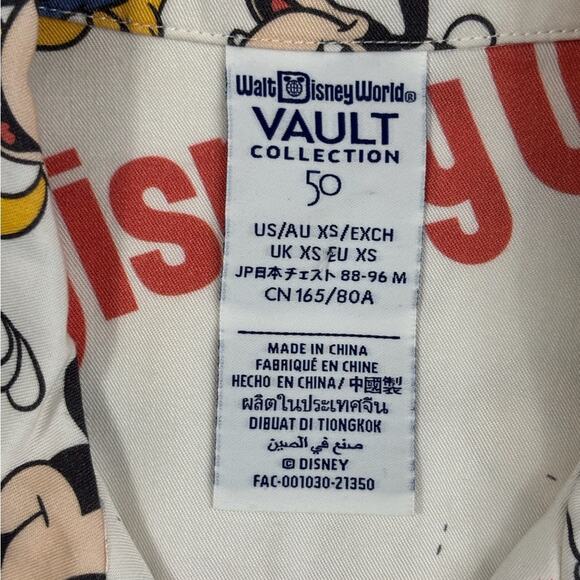 Walt Disney World®
VAULT
COLLECTION
50
US/AU XS/EXCH
UK XS EU XS
JP日本 チェスト 88-96 M
CN 165/80A
MADE IN CHINA
FABRIQUÉ EN CHINE
HECHO EN CHINA/ 中國製
ผลิตในประเทศจีน
DIBUAT DI TIONGKOK
صنع في الصين
© DISNEY
FAC-001030-21350